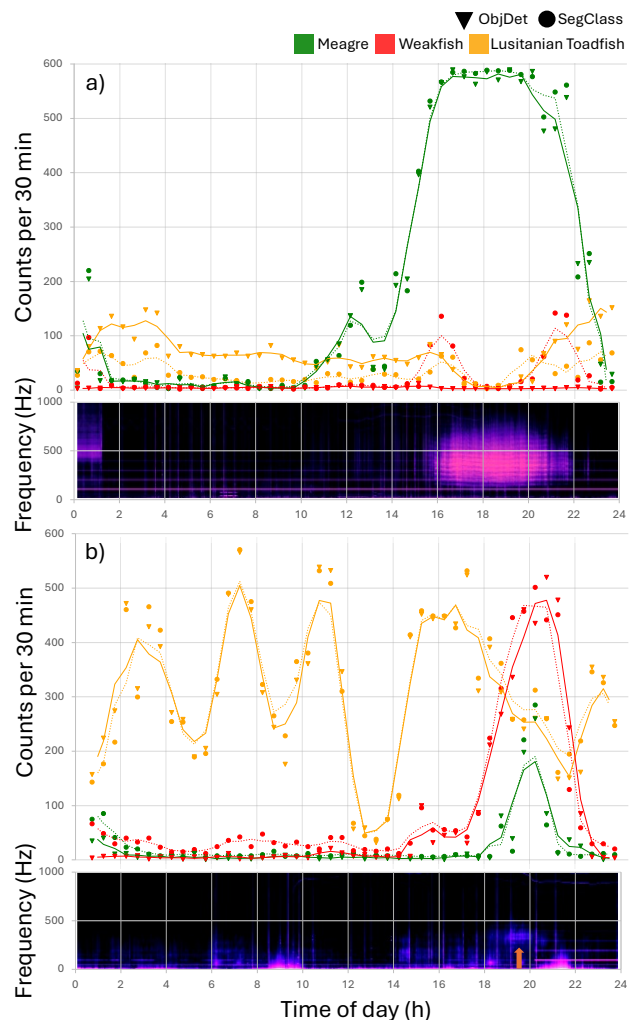 ObjDet SegClass
Meagre Weakfish Lusitanian Toadfish
a)
Counts per 30 min
600
500
400
300
200
100
0
Frequency (Hz)
1000
500
0
0 2 4 6 8 10 12 14 16 18 20 22 24
b)
Counts per 30 min
600
500
400
300
200
100
0
Frequency (Hz)
1000
500
0
0 2 4 6 8 10 12 14 16 18 20 22 24
Time of day (h)